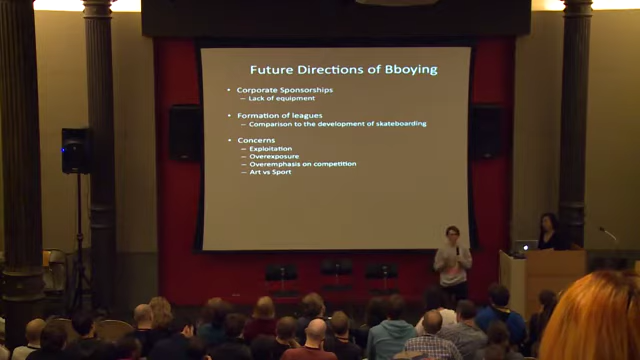 Future Directions of Bboying
• Corporate Sponsorships
– Lack of equipment
• Formation of leagues
– Comparison to the development of skateboarding
• Concerns
– Exploitation
– Overexposure
– Overemphasis on competition
– Art vs Sport